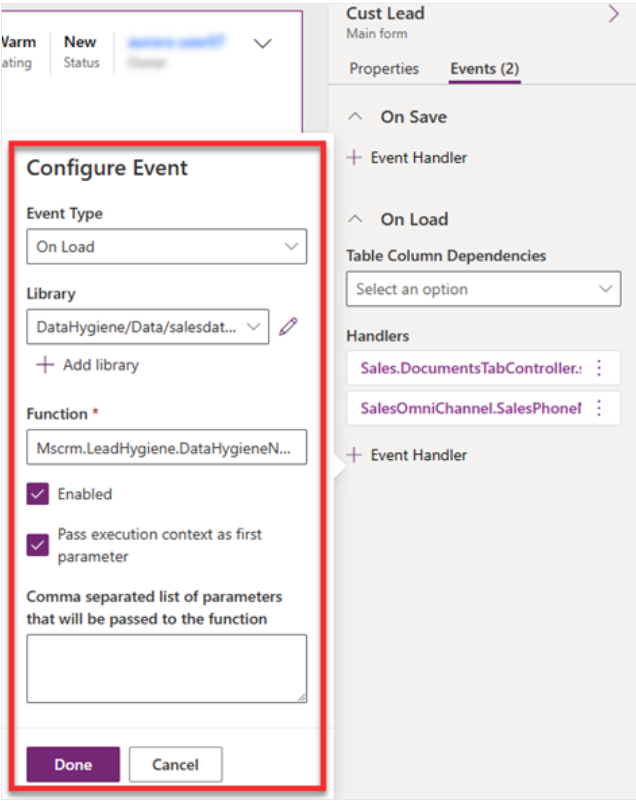 Warm New
ating Status
Configure Event
Event Type
On Load
Library
DataHygiene/Data/salesdat...
Add library
Function *
Mscrm.LeadHygiene.DataHygieneN...
Enabled
Pass execution context as first
parameter
Comma separated list of parameters
that will be passed to the function
Done Cancel
Cust Lead
Main form
Properties Events (2)
On Save
Event Handler
On Load
Table Column Dependencies
Select an option
Handlers
Sales.DocumentsTabController.:
SalesOmniChannel.SalesPhoneN
Event Handler